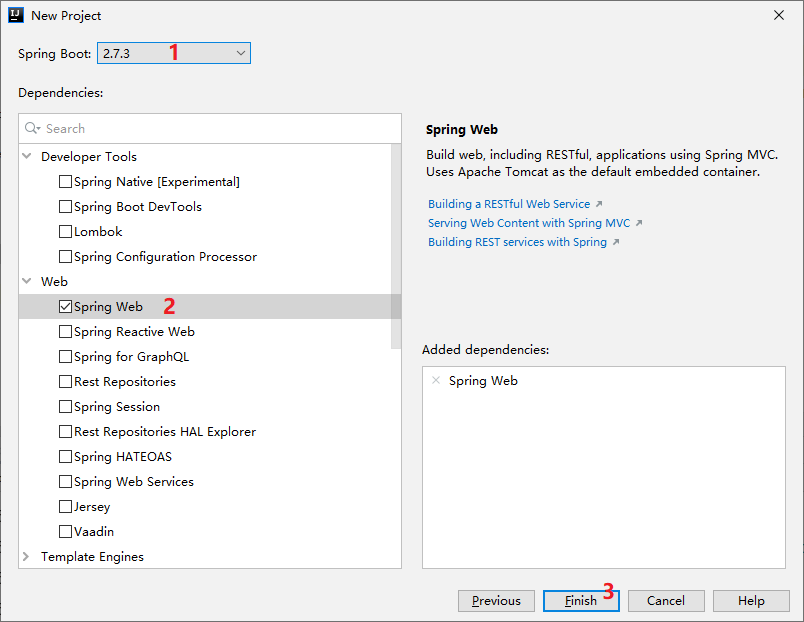 IJ New Project
Spring Boot: 2.7.3 1
Dependencies:
Search
Developer Tools
Spring Native [Experimental]
Spring Boot DevTools
Lombok
Spring Configuration Processor
Web
Spring Web 2
Spring Reactive Web
Spring for GraphQL
Rest Repositories
Spring Session
Rest Repositories HAL Explorer
Spring HATEOAS
Spring Web Services
Jersey
Vaadin
Template Engines
Spring Web
Build web, including RESTful, applications using Spring MVC.
Uses Apache Tomcat as the default embedded container.
Building a RESTful Web Service
Serving Web Content with Spring MVC
Building REST services with Spring
Added dependencies:
Spring Web
Previous Finish 3 Cancel Help